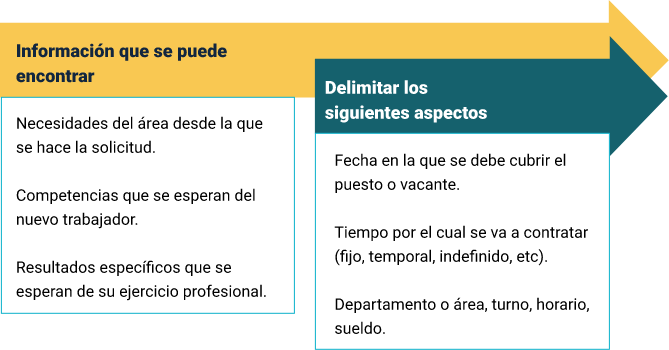 Información que se puede
encontrar
Necesidades del área desde la que
se hace la solicitud.
Competencias que se esperan del
nuevo trabajador.
Resultados específicos que se
esperan de su ejercicio profesional.
Delimitar los
siguientes aspectos
Fecha en la que se debe cubrir el
puesto o vacante.
Tiempo por el cual se va a contratar
(fijo, temporal, indefinido, etc).
Departamento o área, turno, horario,
sueldo.